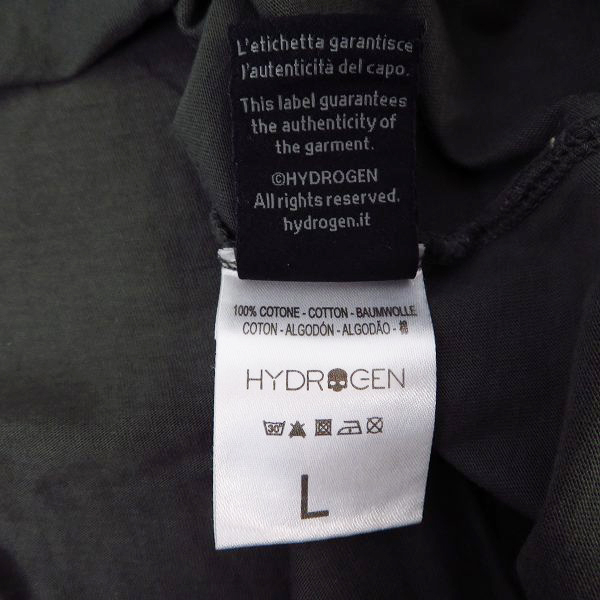 L'etichetta garantisce
l'autenticità del capo.
This label guarantees
the authenticity of
the garment.
©HYDROGEN
All rights reserved.
hydrogen.it
100% COTONE - COTTON - BAUMWOLLE
COTON - ALGODÓN - ALGODÃO - 棉
HYDROGEN
30°
L